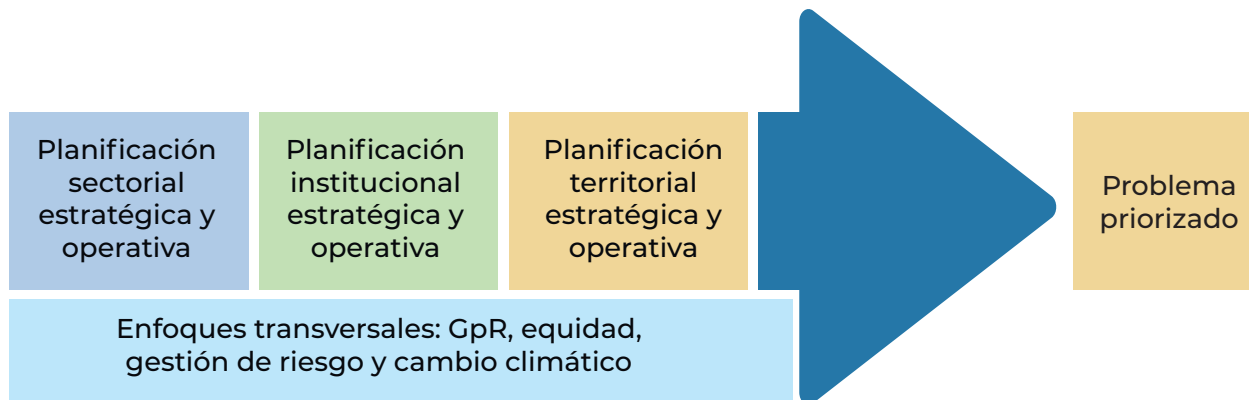 Planificación
sectorial
estratégica y
operativa
Planificación
institucional
estratégica y
operativa
Planificación
territorial
estratégica y
operativa
Problema
priorizado
Enfoques transversales: GpR, equidad,
gestión de riesgo y cambio climático